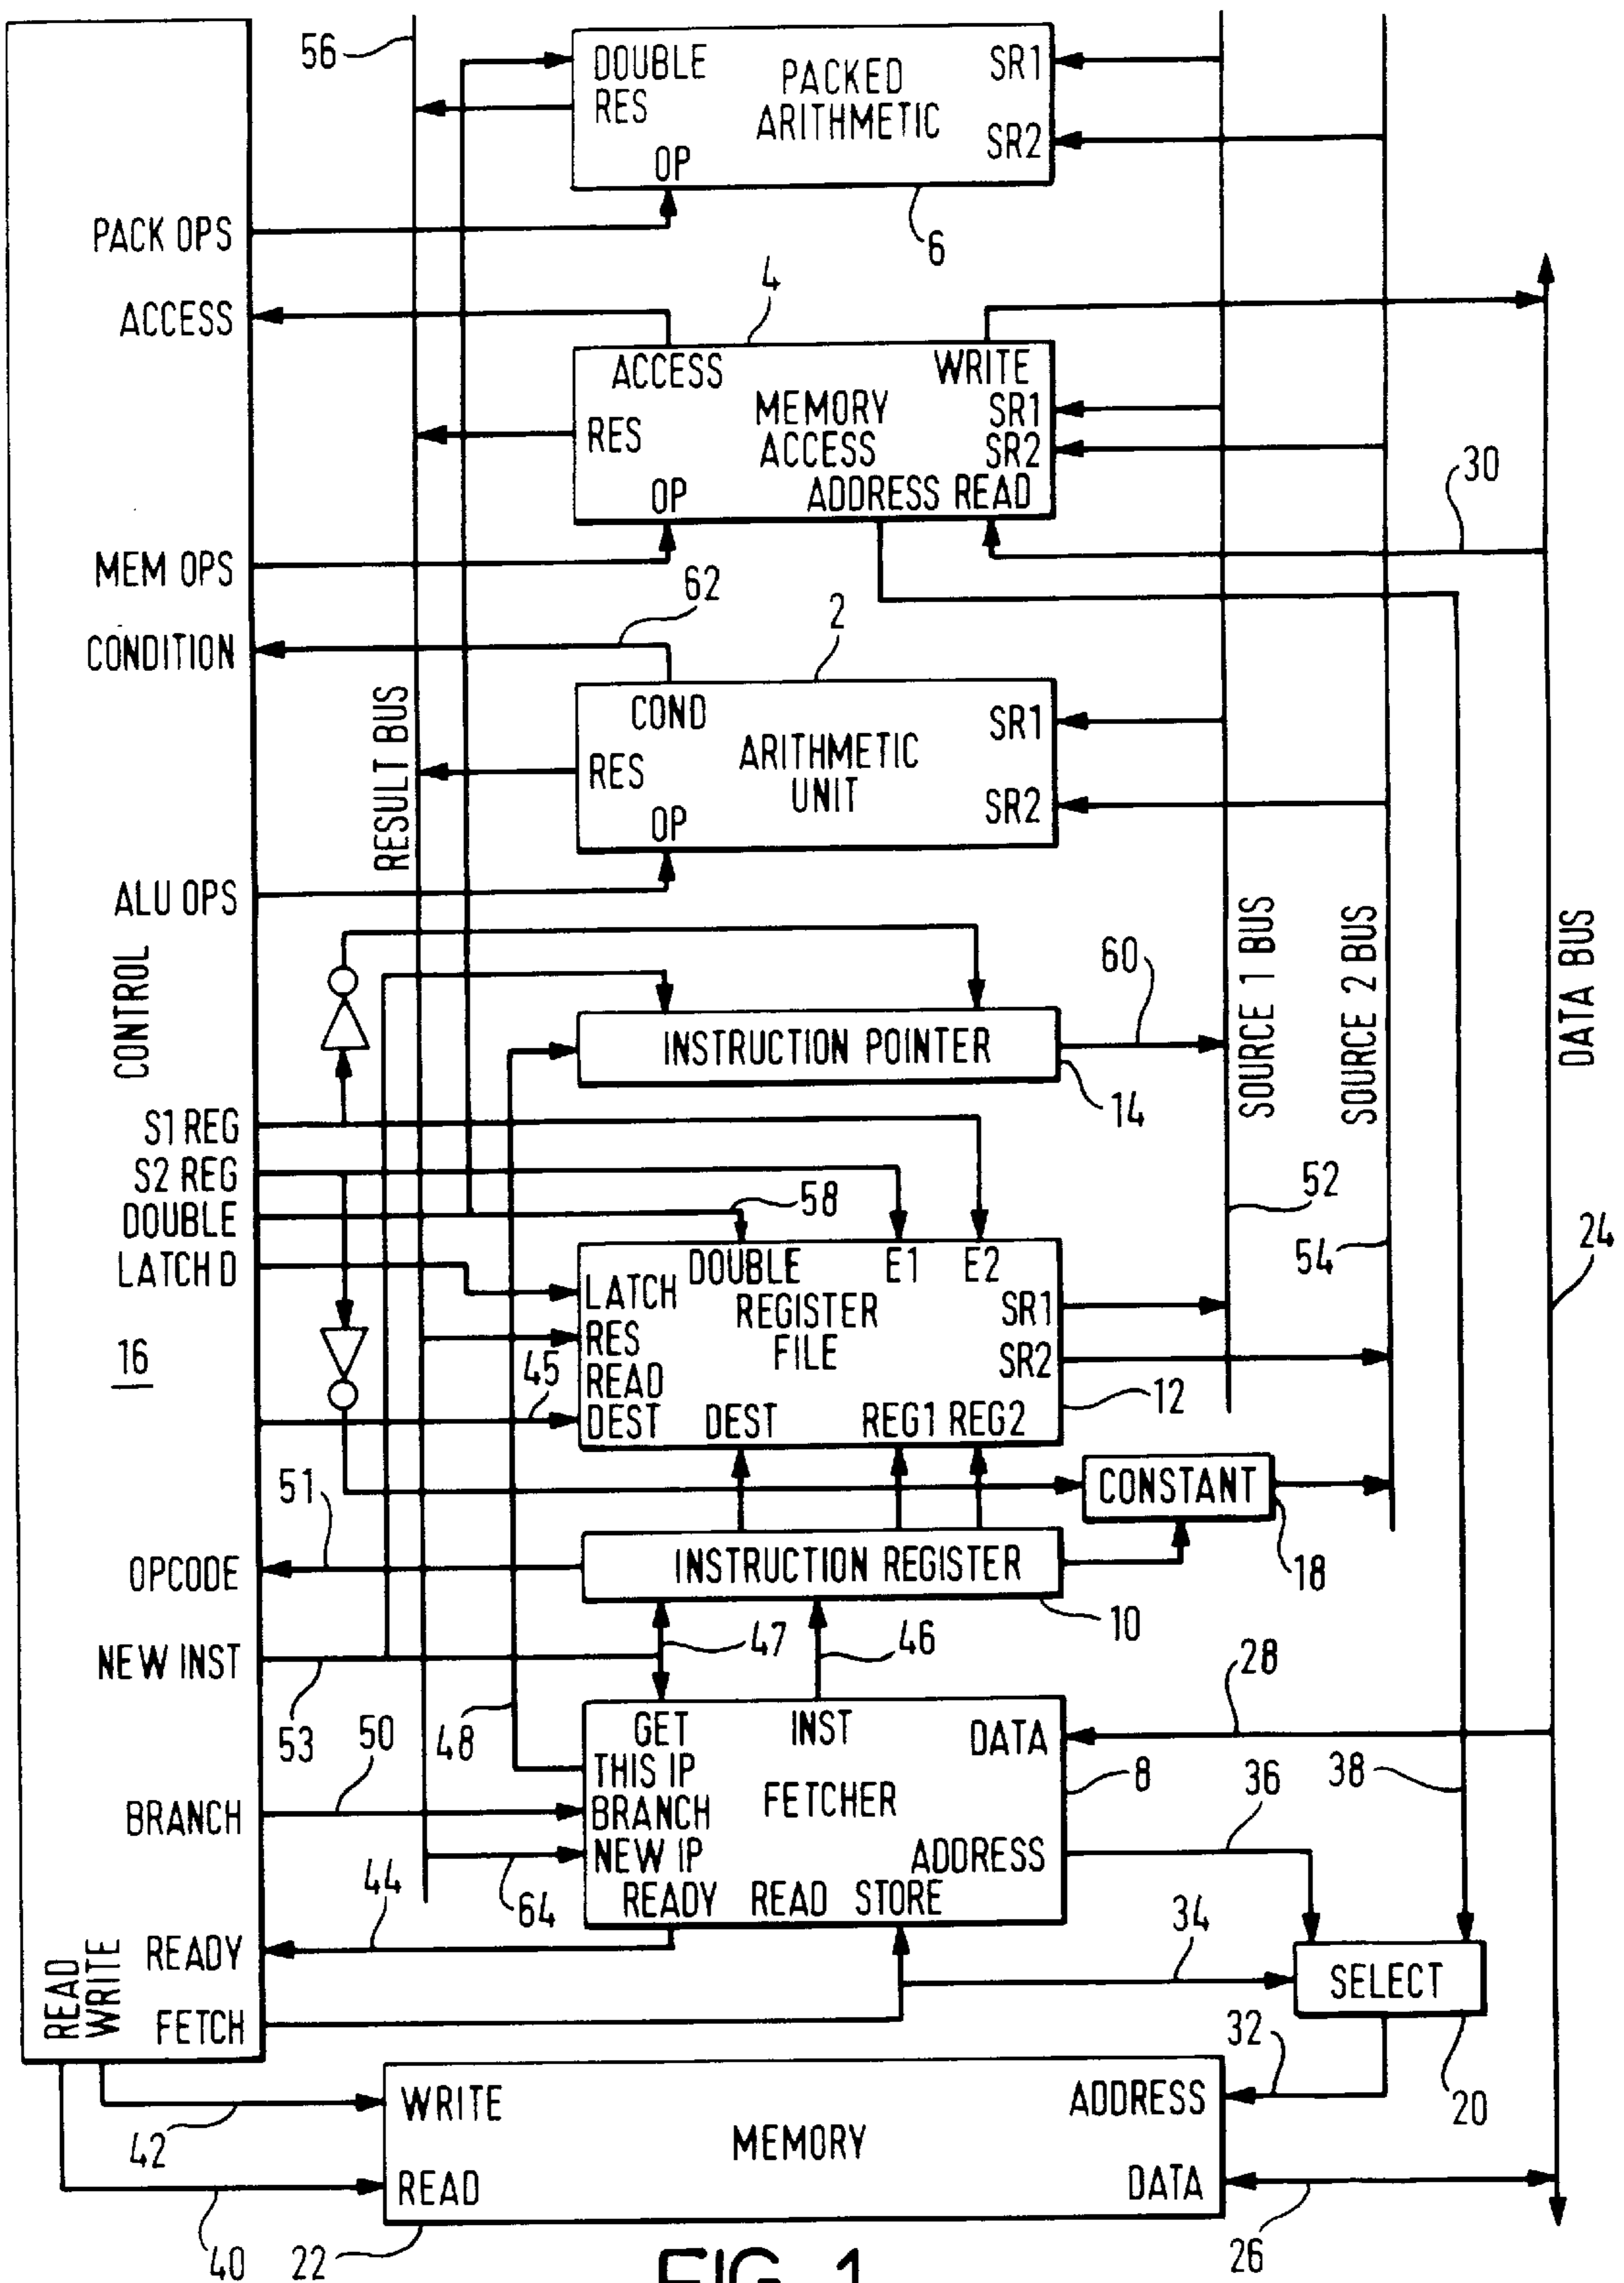 56
DOUBLE
RES
PACKED
ARITHMETIC
SR1
SR2
OP
PACK OPS
6
4
ACCESS
ACCESS
WRITE
MEMORY
ACCESS
SR1
SR2
RES
OP
ADDRESS READ
30
MEM OPS
62
2
CONDITION
COND
SR1
ARITHMETIC
UNIT
RES
SR2
OP
RESULT BUS
ALU OPS
SOURCE 1 BUS
SOURCE 2 BUS
DATA BUS
CONTROL
60
INSTRUCTION POINTER
14
S1 REG
S2 REG
DOUBLE
LATCH D
58
52
54
24
DOUBLE
E1
E2
LATCH
REGISTER
FILE
SR1
RES
SR2
READ
DEST
DEST
REG1 REG2
45
12
16
CONSTANT
18
51
OPCODE
INSTRUCTION REGISTER
10
NEW INST
47
46
28
53
50
48
GET
INST
DATA
THIS IP
BRANCH
FETCHER
8
36
38
BRANCH
NEW IP
ADDRESS
READY READ STORE
44
64
34
READY
SELECT
READ
WRITE
FETCH
32
20
WRITE
ADDRESS
42
MEMORY
READ
DATA
40
22
26
FIG. 1